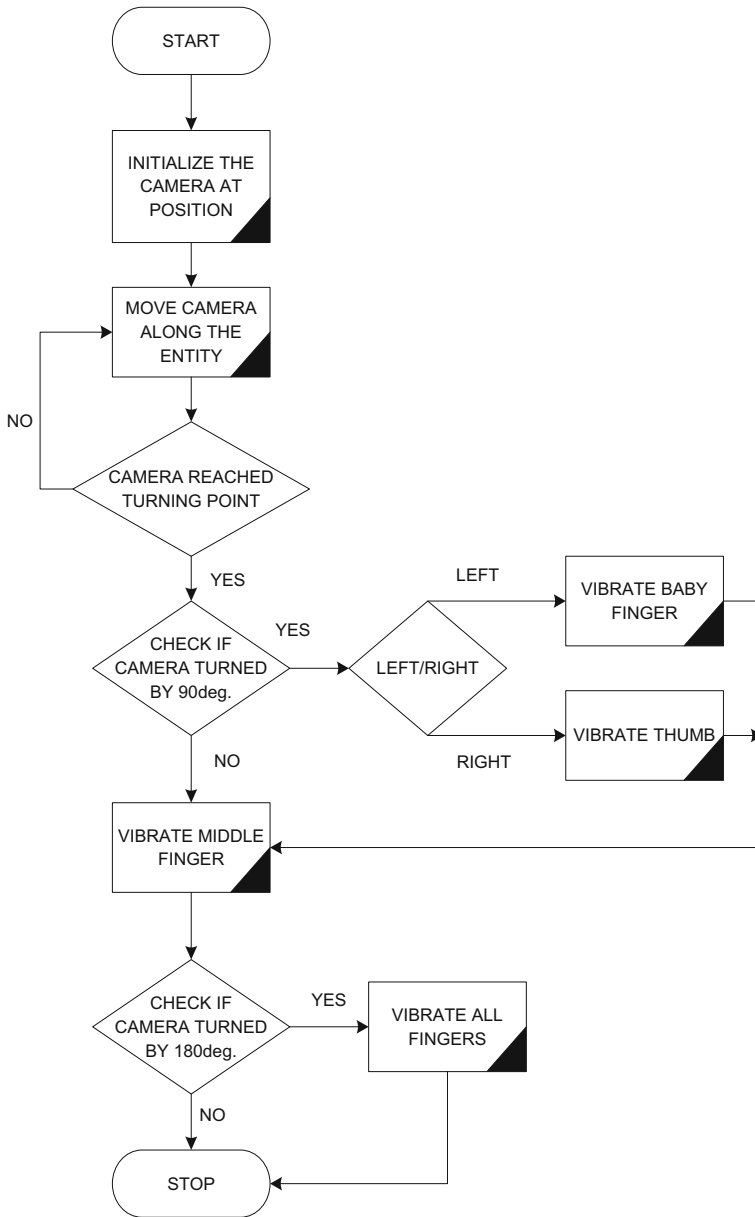 START
INITIALIZE THE
CAMERA AT
POSITION
MOVE CAMERA
ALONG THE
ENTITY
NO
CAMERA REACHED
TURNING POINT
YES
CHECK IF
CAMERA TURNED
BY 90deg.
YES
LEFT/RIGHT
LEFT
VIBRATE BABY
FINGER
RIGHT
VIBRATE THUMB
NO
VIBRATE MIDDLE
FINGER
CHECK IF
CAMERA TURNED
BY 180deg.
YES
VIBRATE ALL
FINGERS
NO
STOP